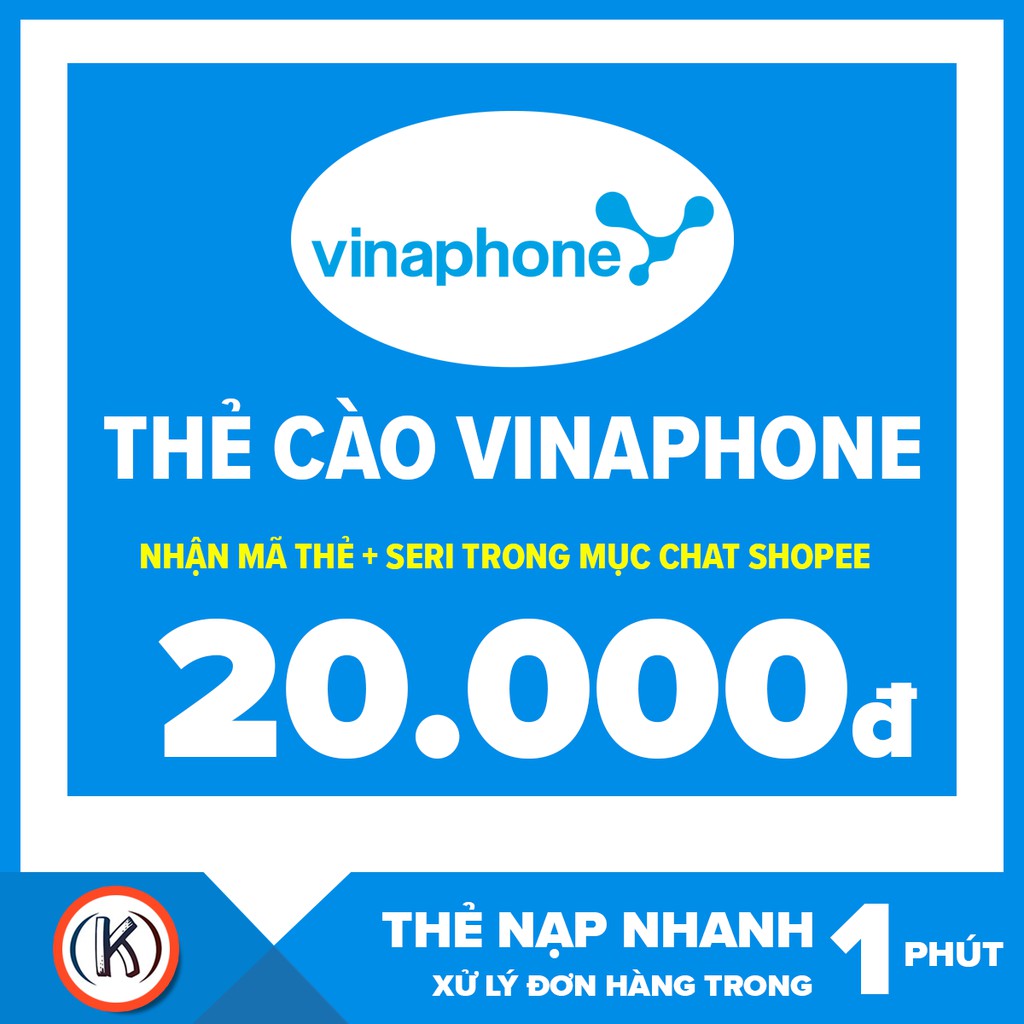 vinaphone
THẺ CÀO VINAPHONE
NHẬN MÃ THẺ + SERI TRONG MỤC CHAT SHOPEE
20.000đ
(K)
THẺ NẠP NHANH 1 PHÚT
XỬ LÝ ĐƠN HÀNG TRONG